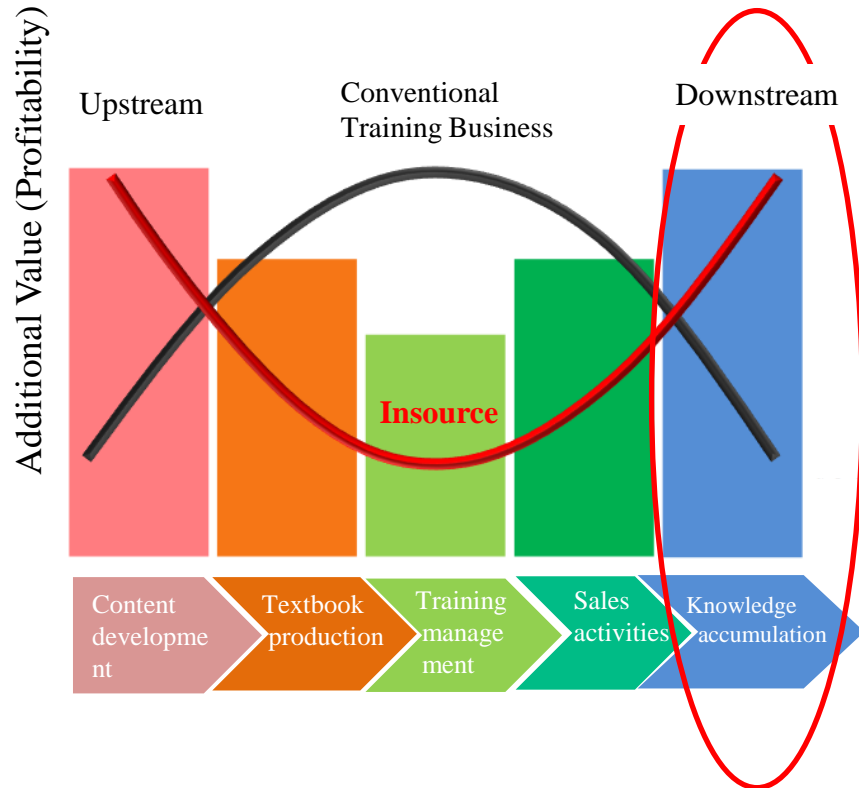 Additional Value (Profitability)
Upstream
Conventional
Training Business
Downstream
Insource
Content
developme
nt
Textbook
production
Training
manage
ment
Sales
activities
Knowledge
accumulation